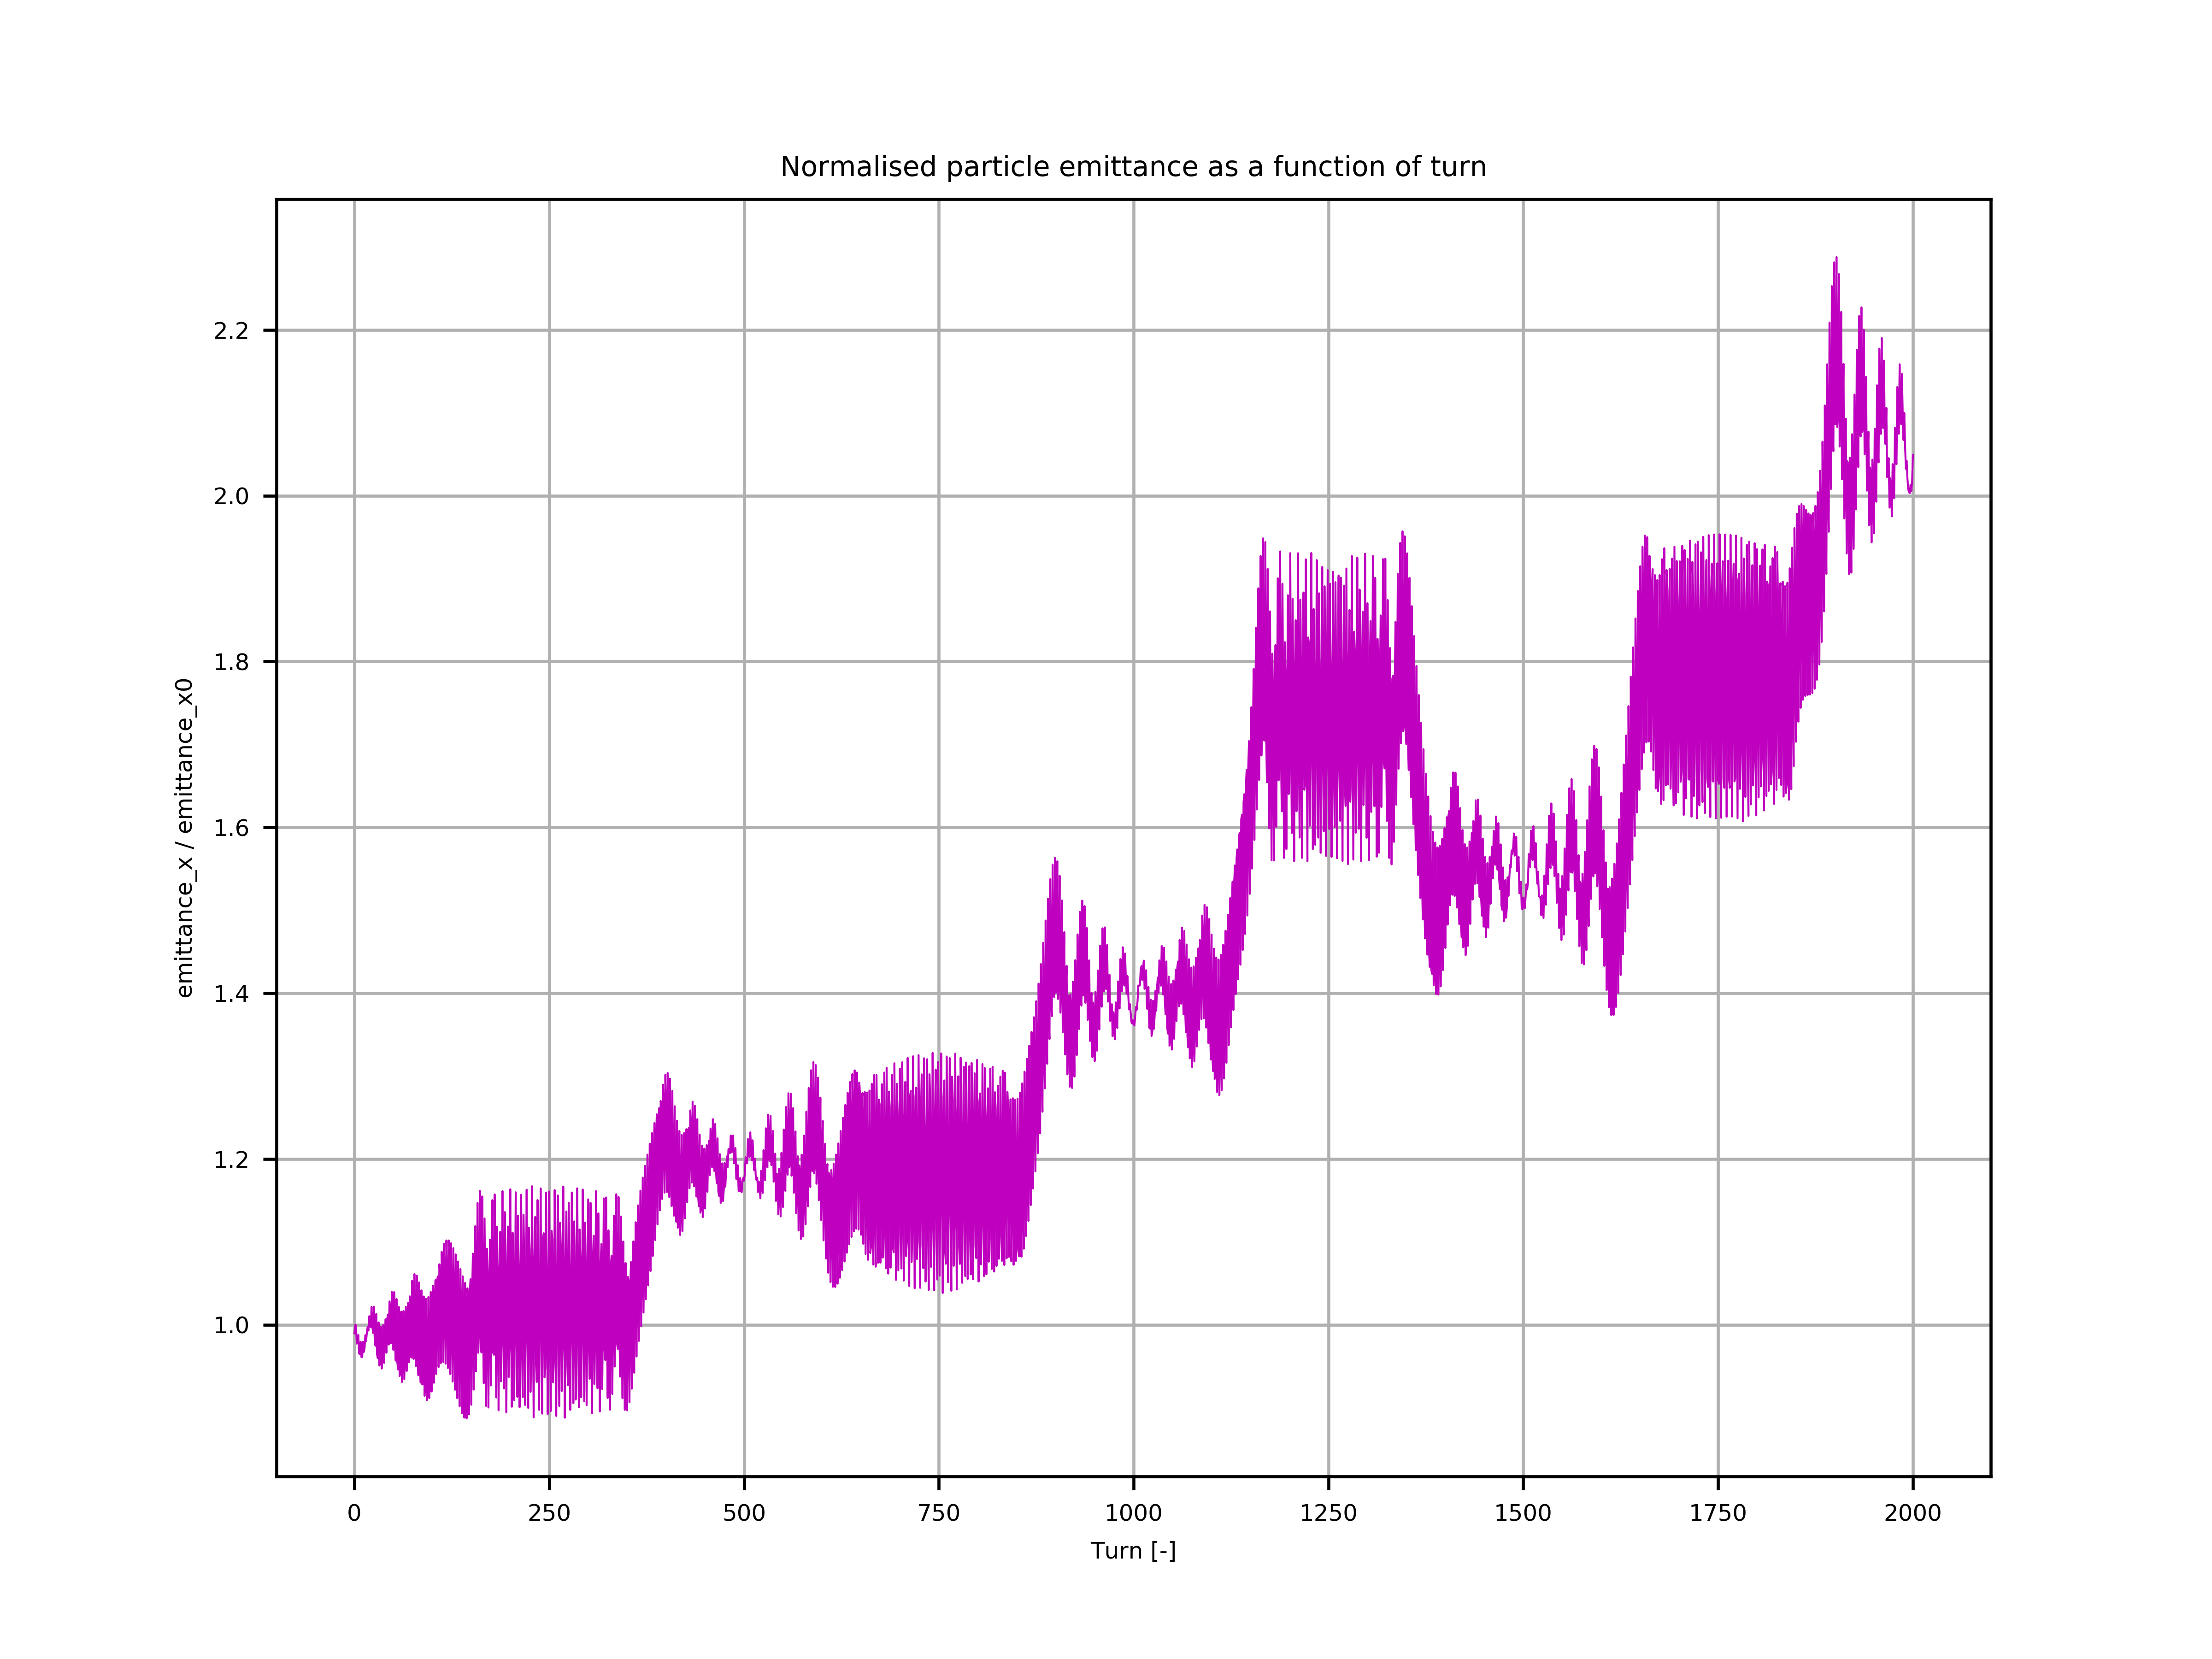 Normalised particle emittance as a function of turn
emittance_x / emittance_x0
2.2
2.0
1.8
1.6
1.4
1.2
1.0
0 250 500 750 1000 1250 1500 1750 2000
Turn [-]